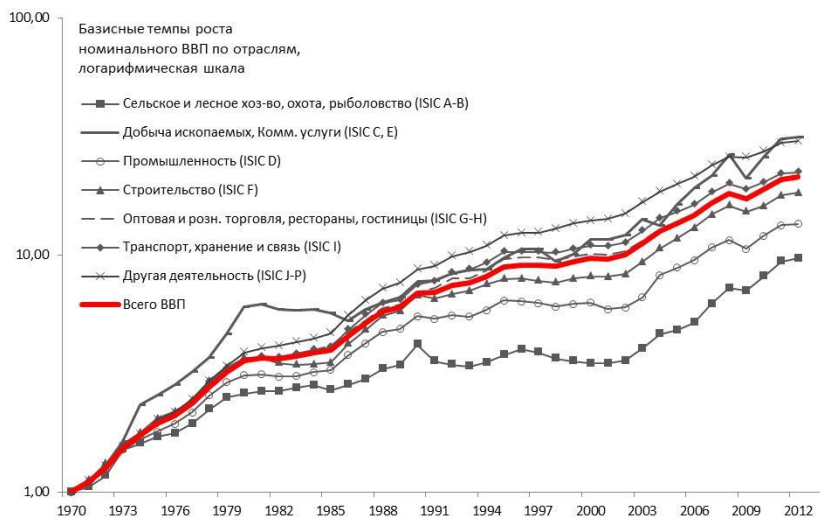 100,00
Базисные темпы роста
номинального ВВП по отраслям,
логарифмическая шкала
Сельское и лесное хоз-во, охота, рыболовство (ISIC A-B)
Добыча ископаемых, Комм. услуги (ISIC C, E)
Промышленность (ISIC D)
Строительство (ISIC F)
Оптовая и розн. торговля, рестораны, гостиницы (ISIC G-H)
Транспорт, хранение и связь (ISIC I)
10,00
Другая деятельность (ISIC J-P)
Всего ВВП
1,00
1970 1973 1976 1979 1982 1985 1988 1991 1994 1997 2000 2003 2006 2009 2012